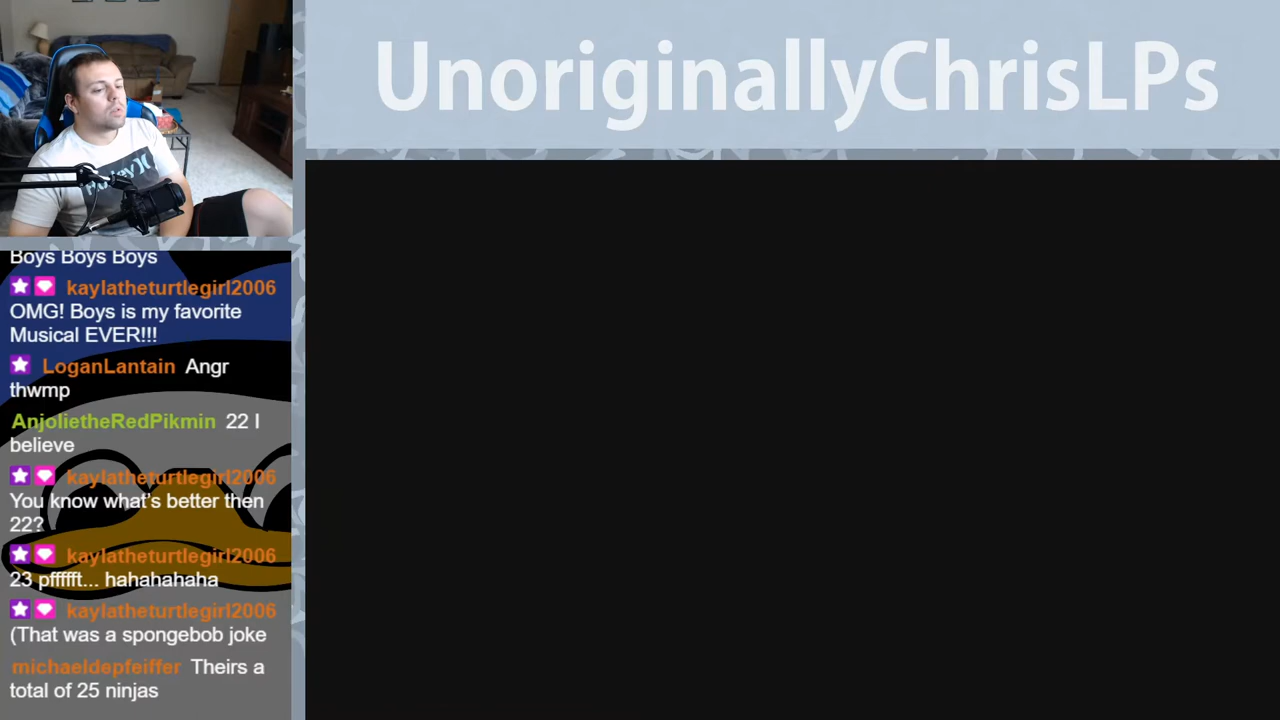 UnoriginallyChrisLPs
Hurley
Boys Boys Boys
kaylatheturtlegirl2006
OMG! Boys is my favorite
Musical EVER!!!
LoganLantain Angr
thwmp
AnjolietheRedPikmin 22 I
believe
kaylatheturtlegirl2006
You know what's better then
22?
kaylatheturtlegirl2006
23 pffffft... hahahahaha
kaylatheturtlegirl2006
(That was a spongebob joke
michaeldepfeiffer Theirs a
total of 25 ninjas